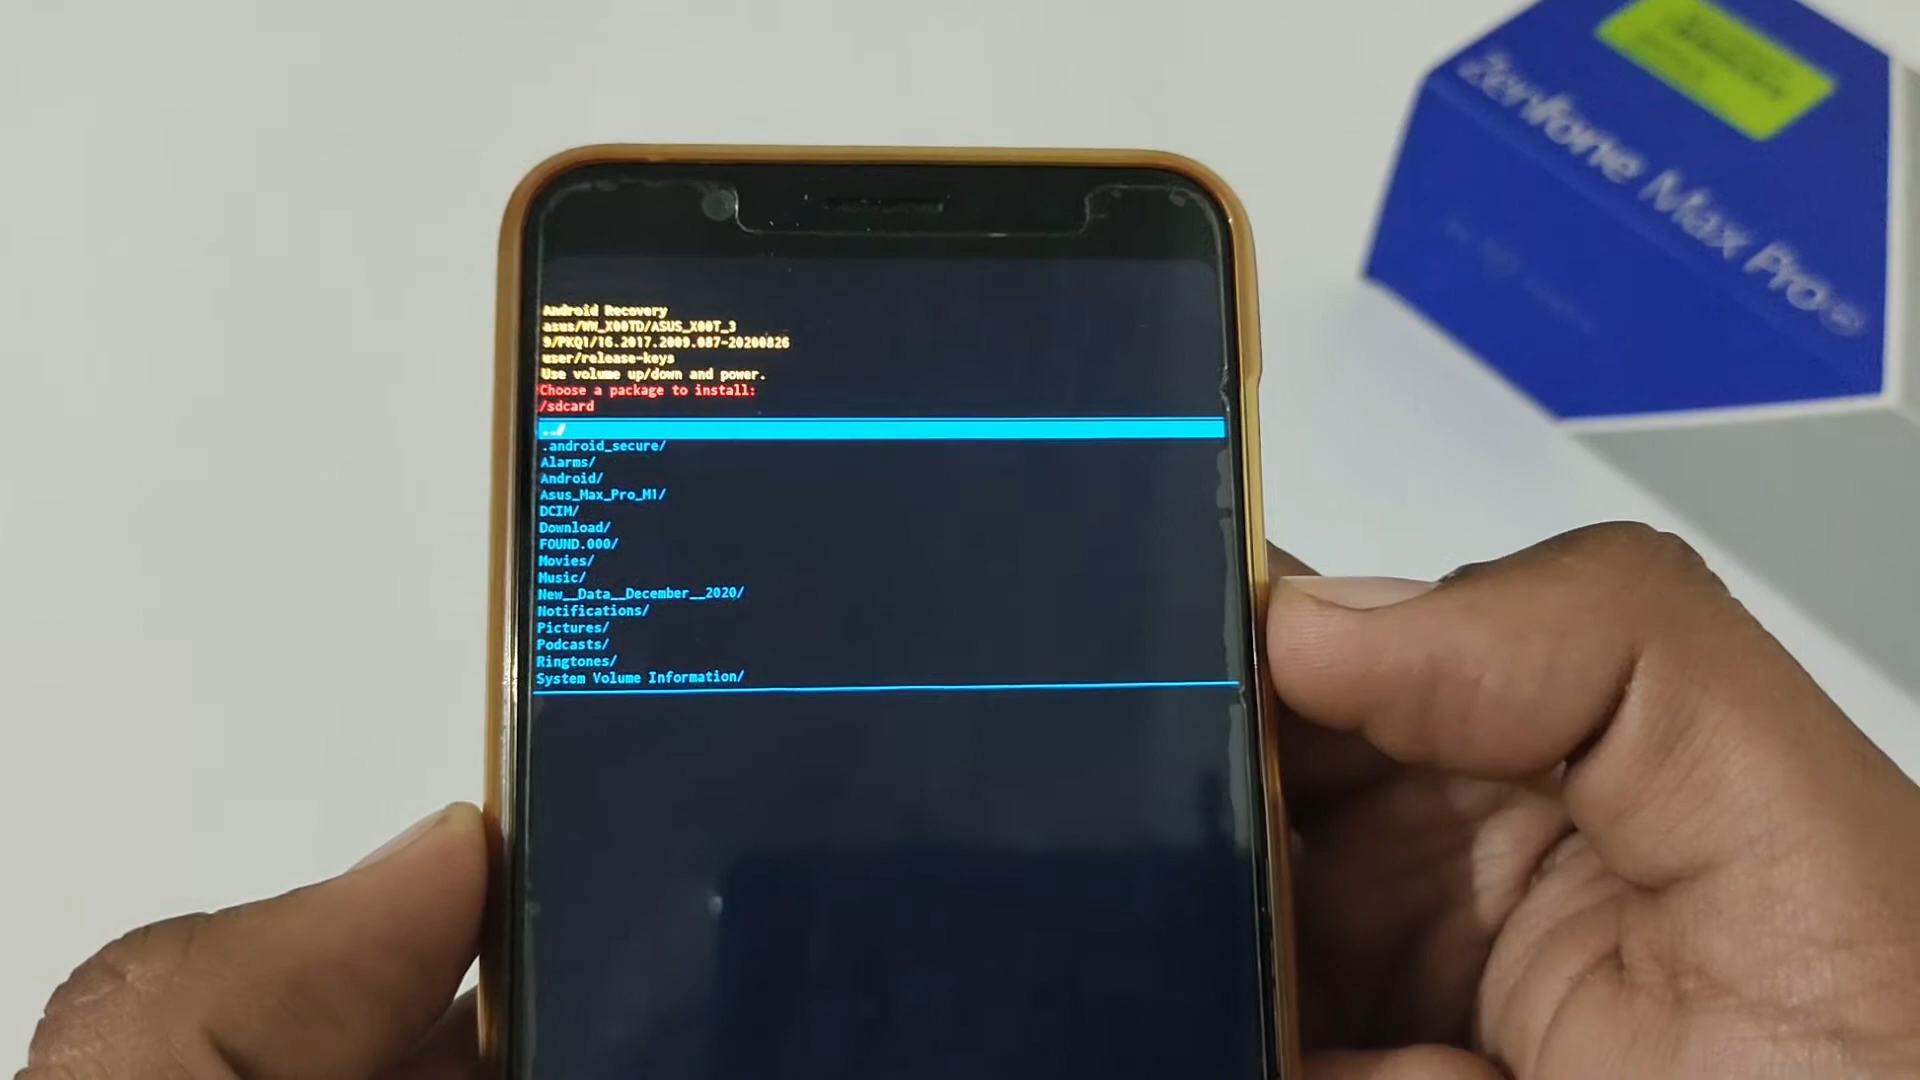 Android Recovery
asus/WW_X00TD/ASUS_X00T_3
9/PKQ1/16.2017.2009.087-20200826
user/release-keys
Use volume up/down and power.
Choose a package to install:
/sdcard
../
.android_secure/
Alarms/
Android/
Asus_Max_Pro_M1/
DCIM/
Download/
FOUND.000/
Movies/
Music/
New__Data__December__2020/
Notifications/
Pictures/
Podcasts/
Ringtones/
System Volume Information/
Zenfone Max Pro